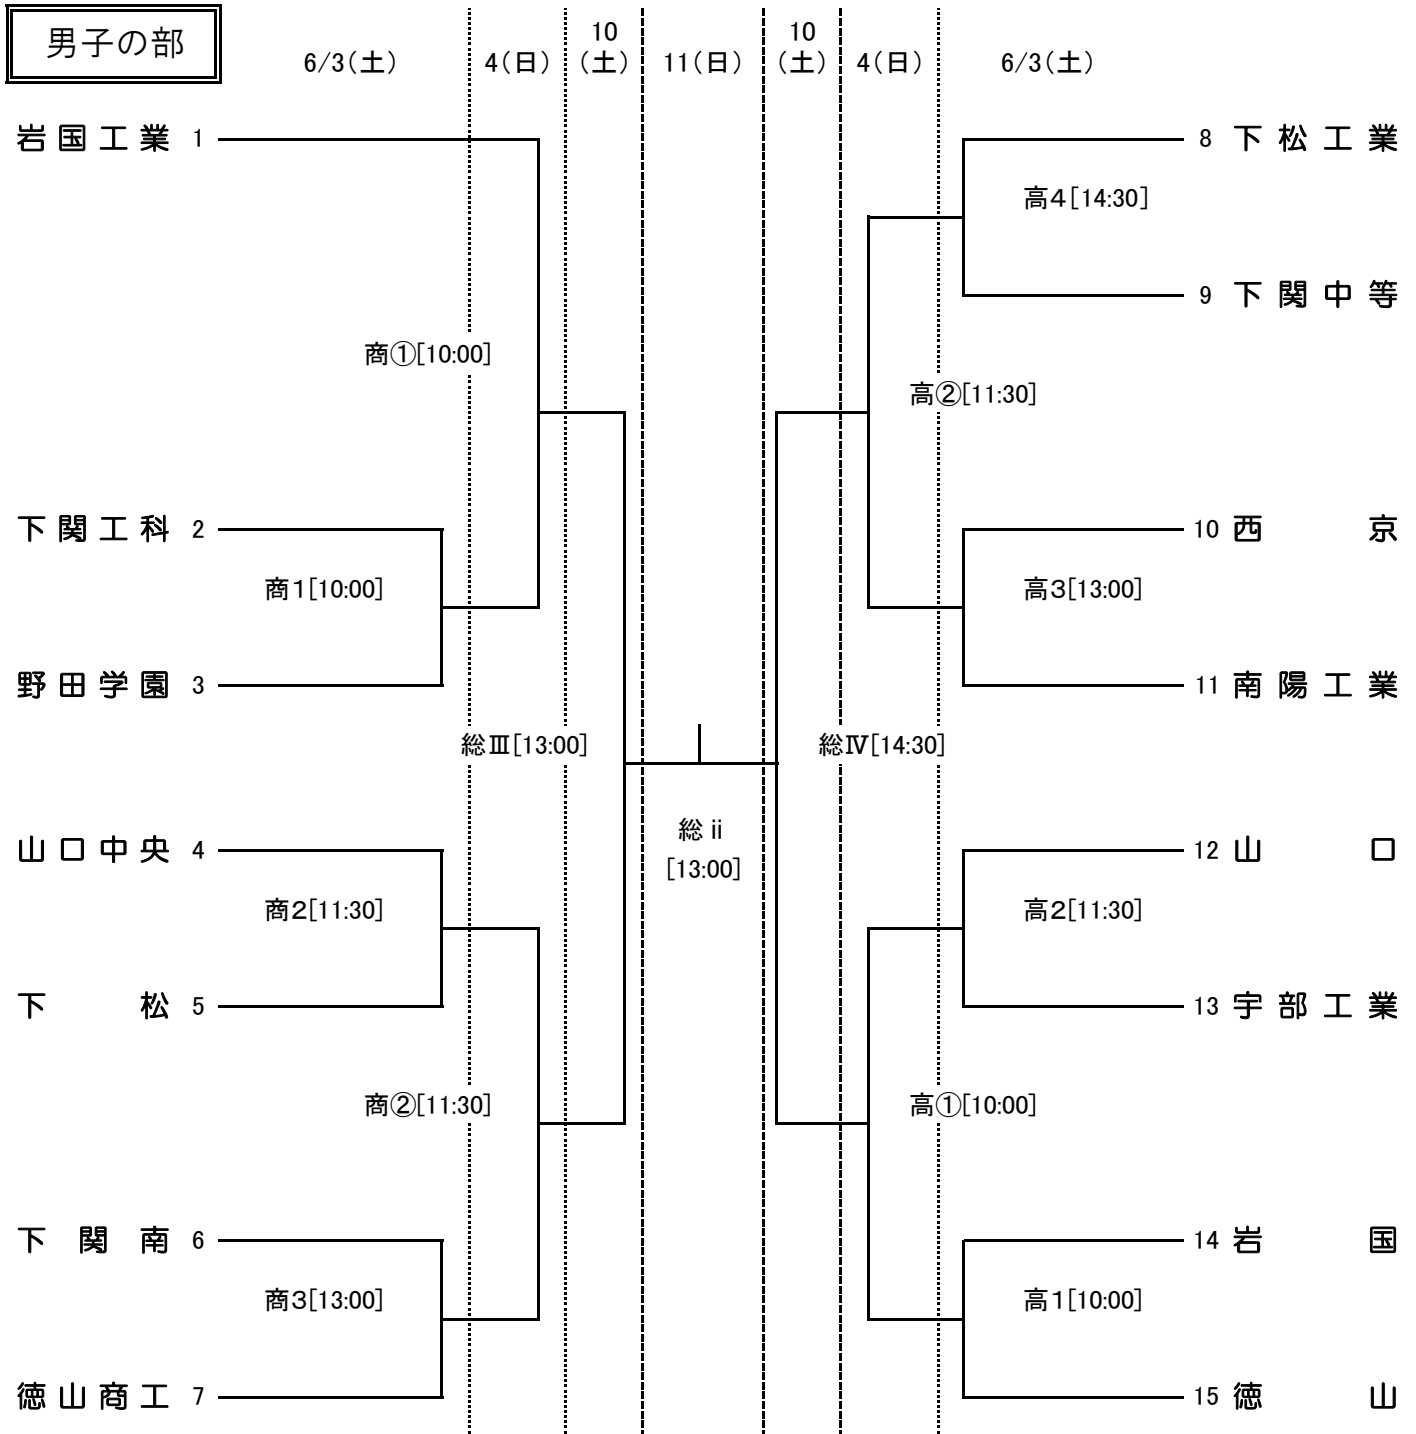 男子の部
6/3(土) 4(日) 10(土) 11(日) 10(土) 4(日) 6/3(土)
岩国工業 1
8 下松工業
高4[14:30]
9 下関中等
商①[10:00]
高②[11:30]
下関工科 2
10 西京
商1[10:00]
高3[13:00]
野田学園 3
11 南陽工業
総Ⅲ[13:00]
総Ⅳ[14:30]
総ⅱ
[13:00]
山口中央 4
12 山口
商2[11:30]
高2[11:30]
下松 5
13 宇部工業
商②[11:30]
高①[10:00]
下関南 6
14 岩国
商3[13:00]
高1[10:00]
徳山商工 7
15 徳山